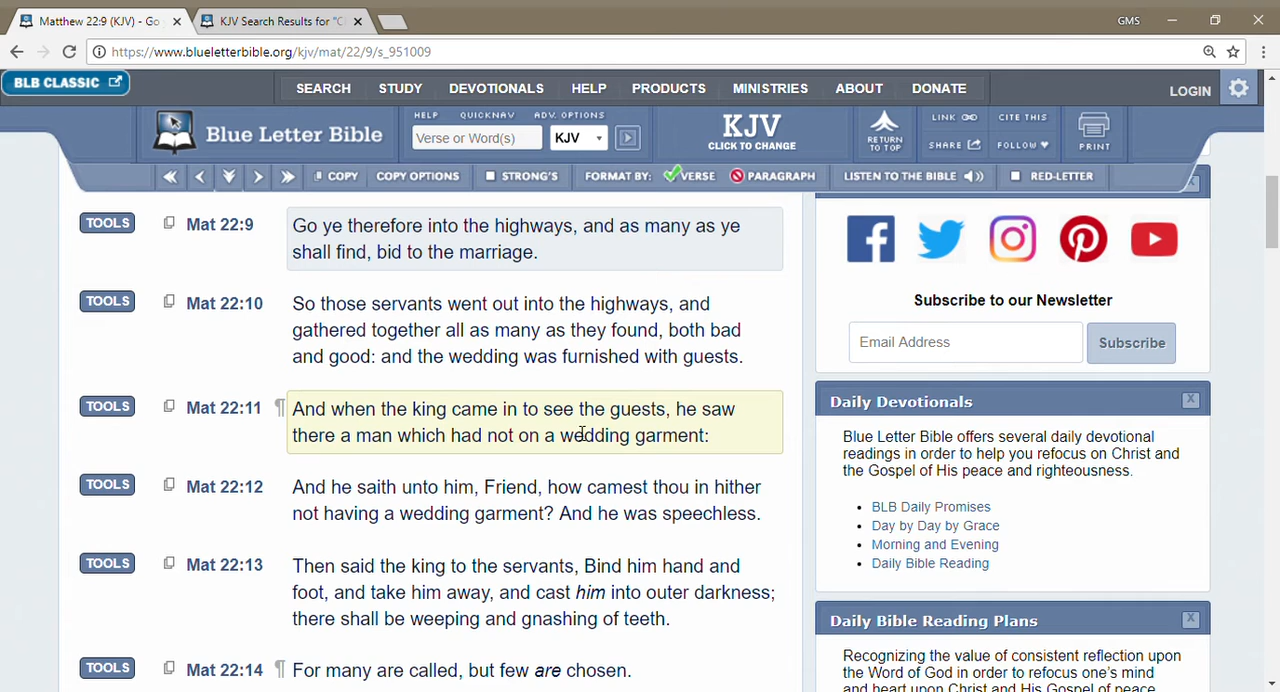 Matthew 22:9 (KJV) - Go
KJV Search Results for "C
GMS
https://www.blueletterbible.org/kjv/mat/22/9/s_951009
BLB CLASSIC
SEARCH STUDY DEVOTIONALS HELP PRODUCTS MINISTRIES ABOUT DONATE
LOGIN
Blue Letter Bible
HELP QUICKNAV ADV. OPTIONS
Verse or Word(s)
KJV
KJV
CLICK TO CHANGE
RETURN
TO TOP
LINK CITE THIS
SHARE FOLLOW
PRINT
COPY COPY OPTIONS STRONG'S FORMAT BY: VERSE PARAGRAPH LISTEN TO THE BIBLE RED-LETTER
TOOLS Mat 22:9 Go ye therefore into the highways, and as many as ye
shall find, bid to the marriage.
TOOLS Mat 22:10 So those servants went out into the highways, and
gathered together all as many as they found, both bad
and good: and the wedding was furnished with guests.
TOOLS Mat 22:11 ¶ And when the king came in to see the guests, he saw
there a man which had not on a wedding garment:
TOOLS Mat 22:12 And he saith unto him, Friend, how camest thou in hither
not having a wedding garment? And he was speechless.
TOOLS Mat 22:13 Then said the king to the servants, Bind him hand and
foot, and take him away, and cast him into outer darkness;
there shall be weeping and gnashing of teeth.
TOOLS Mat 22:14 ¶ For many are called, but few are chosen.
Subscribe to our Newsletter
Email Address
Subscribe
Daily Devotionals
Blue Letter Bible offers several daily devotional
readings in order to help you refocus on Christ and
the Gospel of His peace and righteousness.
• BLB Daily Promises
• Day by Day by Grace
• Morning and Evening
• Daily Bible Reading
Daily Bible Reading Plans
Recognizing the value of consistent reflection upon
the Word of God in order to refocus one's mind
and heart upon Christ and His Gospel of peace